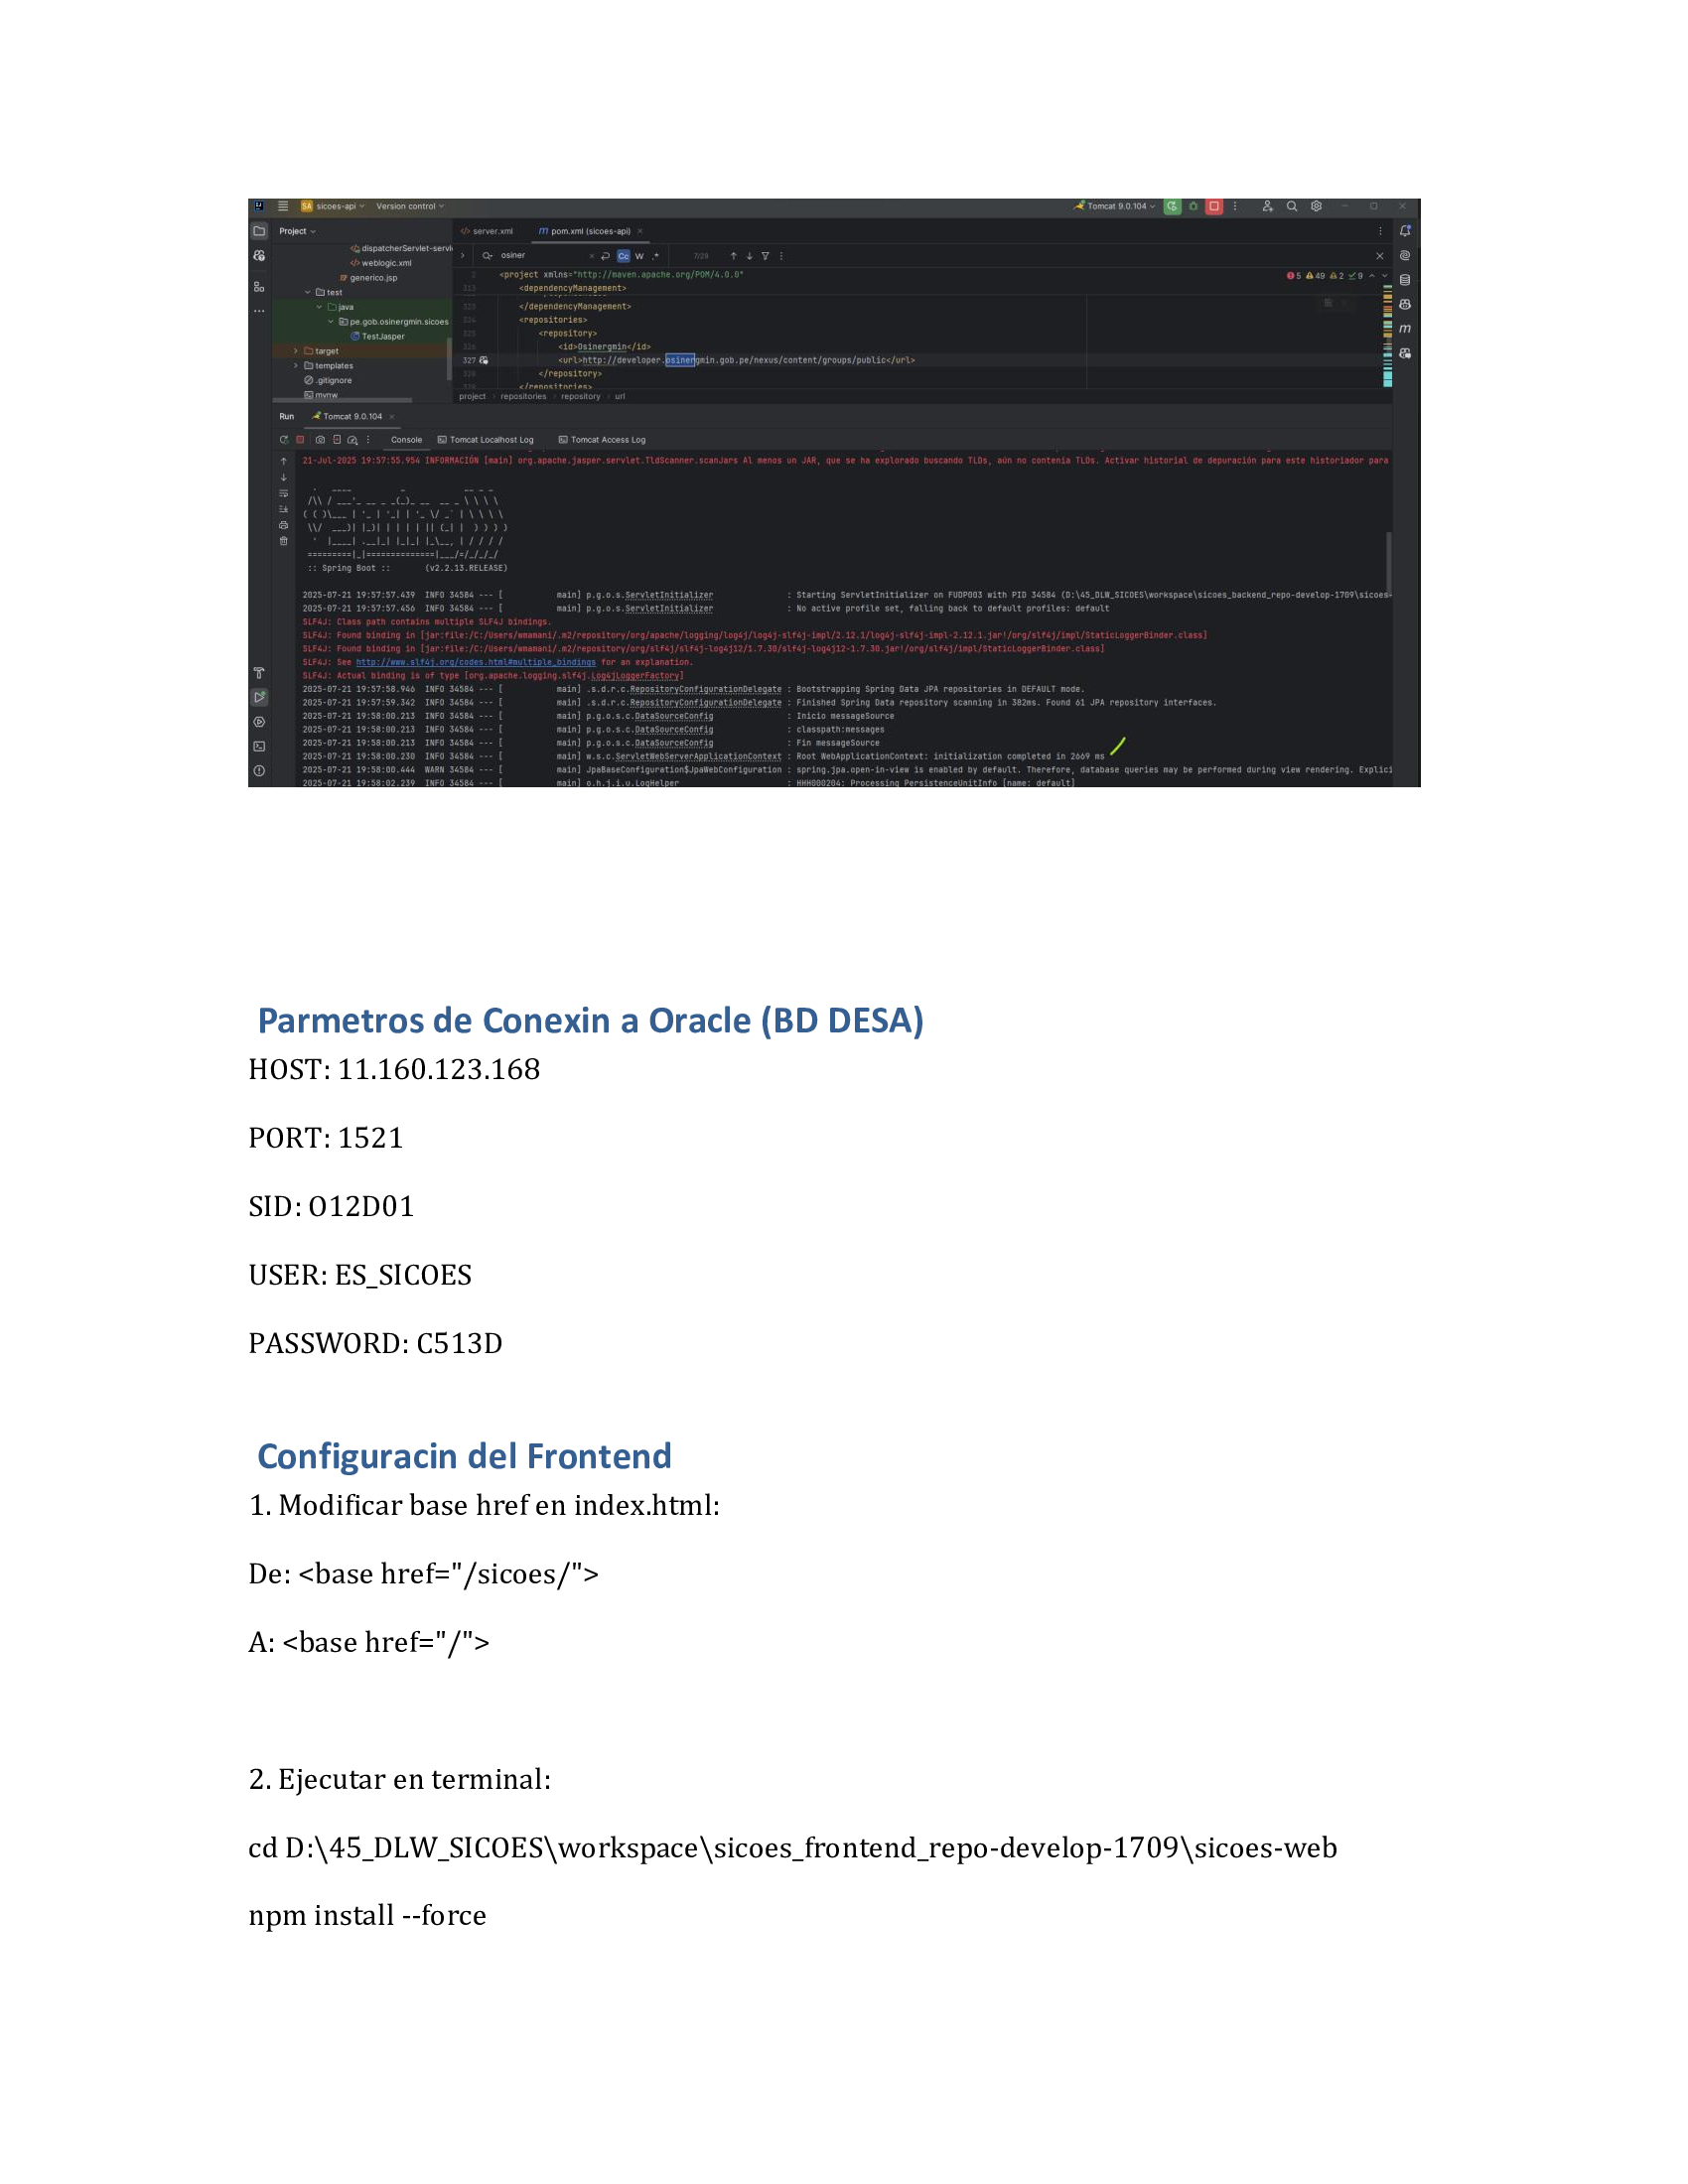 sicoes-api
Version control
Tomcat 9.0.104
Project
server.xml
pom.xml (sicoes-api)
dispatcherServlet-servl
weblogic.xml
generico.jsp
test
java
pe.gob.osinergmin.sicoes
TestJasper
target
templates
.gitignore
mvnw
osiner
Cc W .*
7/29
5 49 2 9
<project xmlns="http://maven.apache.org/POM/4.0.0"
<dependencyManagement>
</dependencyManagement>
<repositories>
<repository>
<id>Osinergmin</id>
327 <url>http://developer.osinergmin.gob.pe/nexus/content/groups/public</url>
</repository>
</repositories>
project › repositories › repository › url
Run Tomcat 9.0.104
Console Tomcat Localhost Log Tomcat Access Log
21-Jul-2025 19:57:55.954 INFORMACIÓN [main] org.apache.jasper.servlet.TldScanner.scanJars Al menos un JAR, que se ha explorado buscando TLDs, aún no contenía TLDs. Activar historial de depuración para este historiador para
:: Spring Boot :: (v2.2.13.RELEASE)
2025-07-21 19:57:57.439 INFO 34584 --- [ main] p.g.o.s.ServletInitializer : Starting ServletInitializer on FUDP003 with PID 34584 (D:\45_DLW_SICOES\workspace\sicoes_backend_repo-develop-1709\sicoes-
2025-07-21 19:57:57.456 INFO 34584 --- [ main] p.g.o.s.ServletInitializer : No active profile set, falling back to default profiles: default
SLF4J: Class path contains multiple SLF4J bindings.
SLF4J: Found binding in [jar:file:/C:/Users/wmamani/.m2/repository/org/apache/logging/log4j/log4j-slf4j-impl/2.12.1/log4j-slf4j-impl-2.12.1.jar!/org/slf4j/impl/StaticLoggerBinder.class]
SLF4J: Found binding in [jar:file:/C:/Users/wmamani/.m2/repository/org/slf4j/slf4j-log4j12/1.7.30/slf4j-log4j12-1.7.30.jar!/org/slf4j/impl/StaticLoggerBinder.class]
SLF4J: See http://www.slf4j.org/codes.html#multiple_bindings for an explanation.
SLF4J: Actual binding is of type [org.apache.logging.slf4j.Log4jLoggerFactory]
2025-07-21 19:57:58.946 INFO 34584 --- [ main] .s.d.r.c.RepositoryConfigurationDelegate : Bootstrapping Spring Data JPA repositories in DEFAULT mode.
2025-07-21 19:57:59.342 INFO 34584 --- [ main] .s.d.r.c.RepositoryConfigurationDelegate : Finished Spring Data repository scanning in 382ms. Found 61 JPA repository interfaces.
2025-07-21 19:58:00.213 INFO 34584 --- [ main] p.g.o.s.c.DataSourceConfig : Inicio messageSource
2025-07-21 19:58:00.213 INFO 34584 --- [ main] p.g.o.s.c.DataSourceConfig : classpath:messages
2025-07-21 19:58:00.213 INFO 34584 --- [ main] p.g.o.s.c.DataSourceConfig : Fin messageSource
2025-07-21 19:58:00.230 INFO 34584 --- [ main] w.s.c.ServletWebServerApplicationContext : Root WebApplicationContext: initialization completed in 2669 ms
2025-07-21 19:58:00.444 WARN 34584 --- [ main] JpaBaseConfiguration$JpaWebConfiguration : spring.jpa.open-in-view is enabled by default. Therefore, database queries may be performed during view rendering. Explici
2025-07-21 19:58:02.239 INFO 34584 --- [ main] o.h.j.i.u.LogHelper : HHH000204: Processing PersistenceUnitInfo [name: default]
Parmetros de Conexin a Oracle (BD DESA)
HOST: 11.160.123.168
PORT: 1521
SID: O12D01
USER: ES_SICOES
PASSWORD: C513D
Configuracin del Frontend
1. Modificar base href en index.html:
De: <base href="/sicoes/">
A: <base href="/">
2. Ejecutar en terminal:
cd D:\45_DLW_SICOES\workspace\sicoes_frontend_repo-develop-1709\sicoes-web
npm install --force